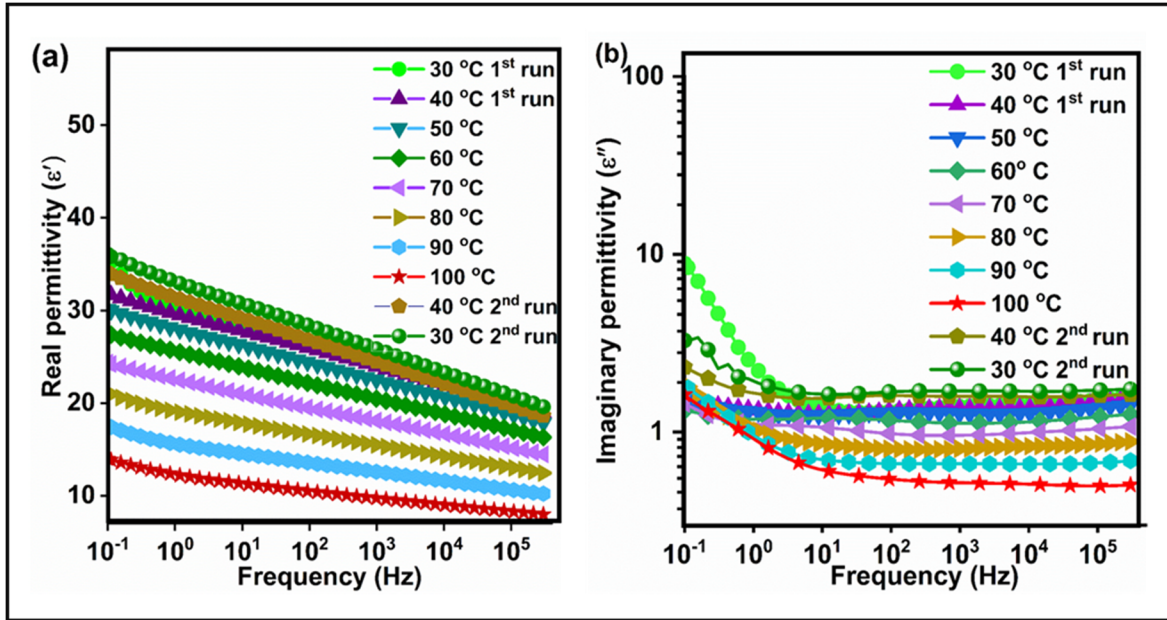 (a)
30 °C 1st run
40 °C 1st run
50 °C
60 °C
70 °C
80 °C
90 °C
100 °C
40 °C 2nd run
30 °C 2nd run
50
40
30
20
10
Real permittivity (ε′)
10⁻¹ 10⁰ 10¹ 10² 10³ 10⁴ 10⁵
Frequency (Hz)
(b)
30 °C 1st run
40 °C 1st run
50 °C
60° C
70 °C
80 °C
90 °C
100 °C
40 °C 2nd run
30 °C 2nd run
100
10
1
Imaginary permittivity (ε″)
10⁻¹ 10⁰ 10¹ 10² 10³ 10⁴ 10⁵
Frequency (Hz)